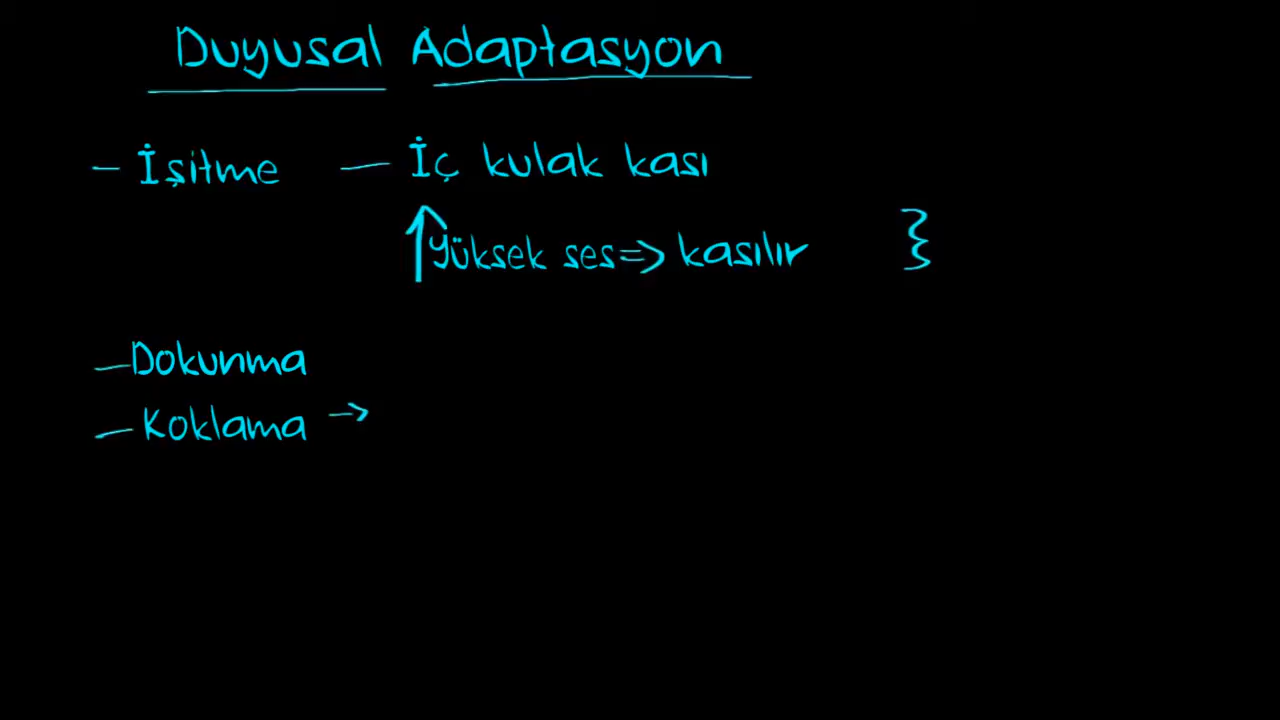 Duyusal Adaptasyon
- İşitme - İç kulak kası
↑ yüksek ses => kasılır }
- Dokunma
- Koklama →